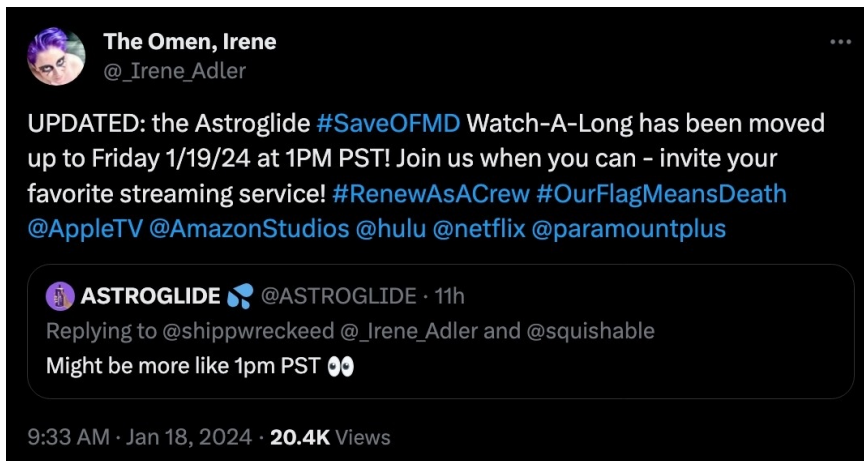 The Omen, Irene
@_Irene_Adler
UPDATED: the Astroglide #SaveOFMD Watch-A-Long has been moved
up to Friday 1/19/24 at 1PM PST! Join us when you can - invite your
favorite streaming service! #RenewAsACrew #OurFlagMeansDeath
@AppleTV @AmazonStudios @hulu @netflix @paramountplus
ASTROGLIDE 💦 @ASTROGLIDE · 11h
Replying to @shippwreckeed @_Irene_Adler and @squishable
Might be more like 1pm PST 👀
9:33 AM · Jan 18, 2024 · 20.4K Views